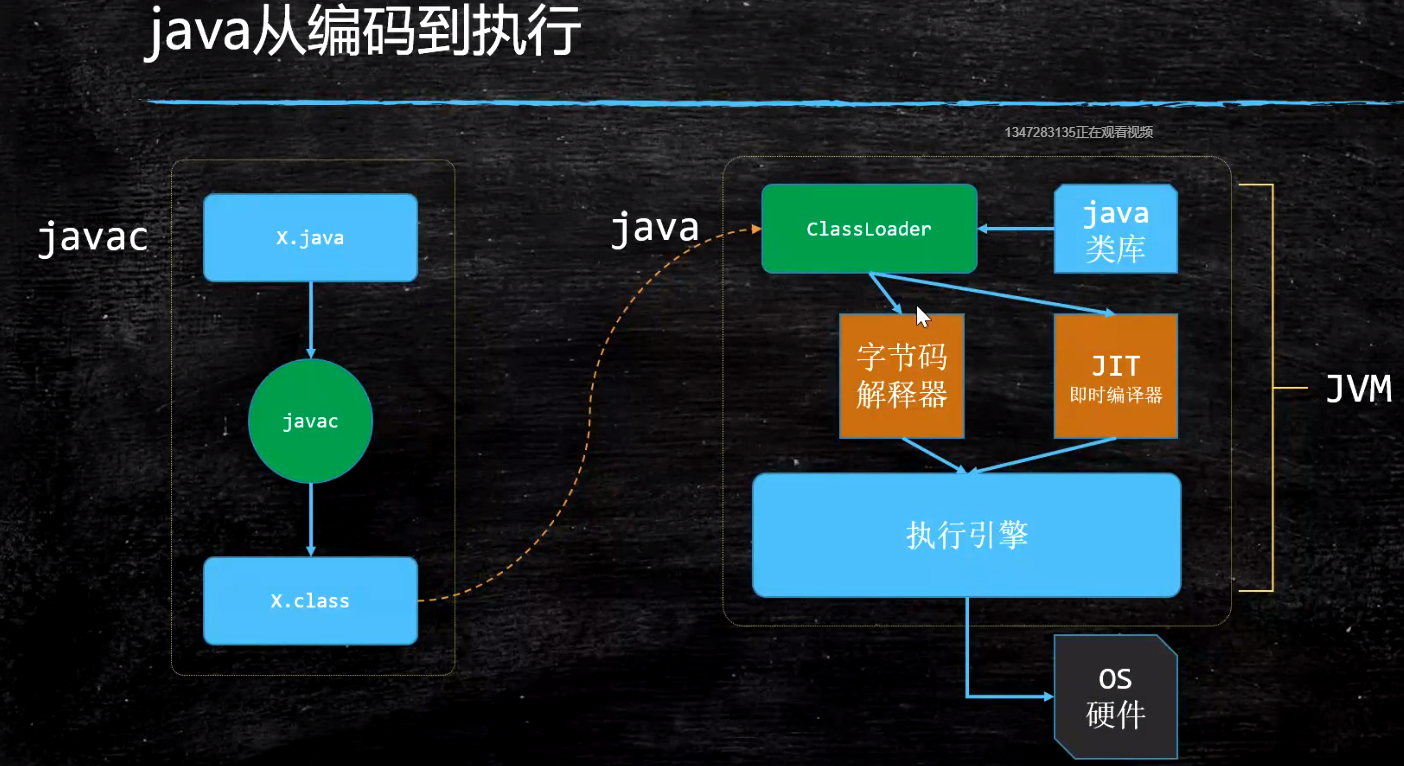 java从编码到执行
1347283135正在观看视频
javac
X.java
javac
X.class
java
ClassLoader
java
类库
字节码
解释器
JIT
即时编译器
执行引擎
JVM
OS
硬件